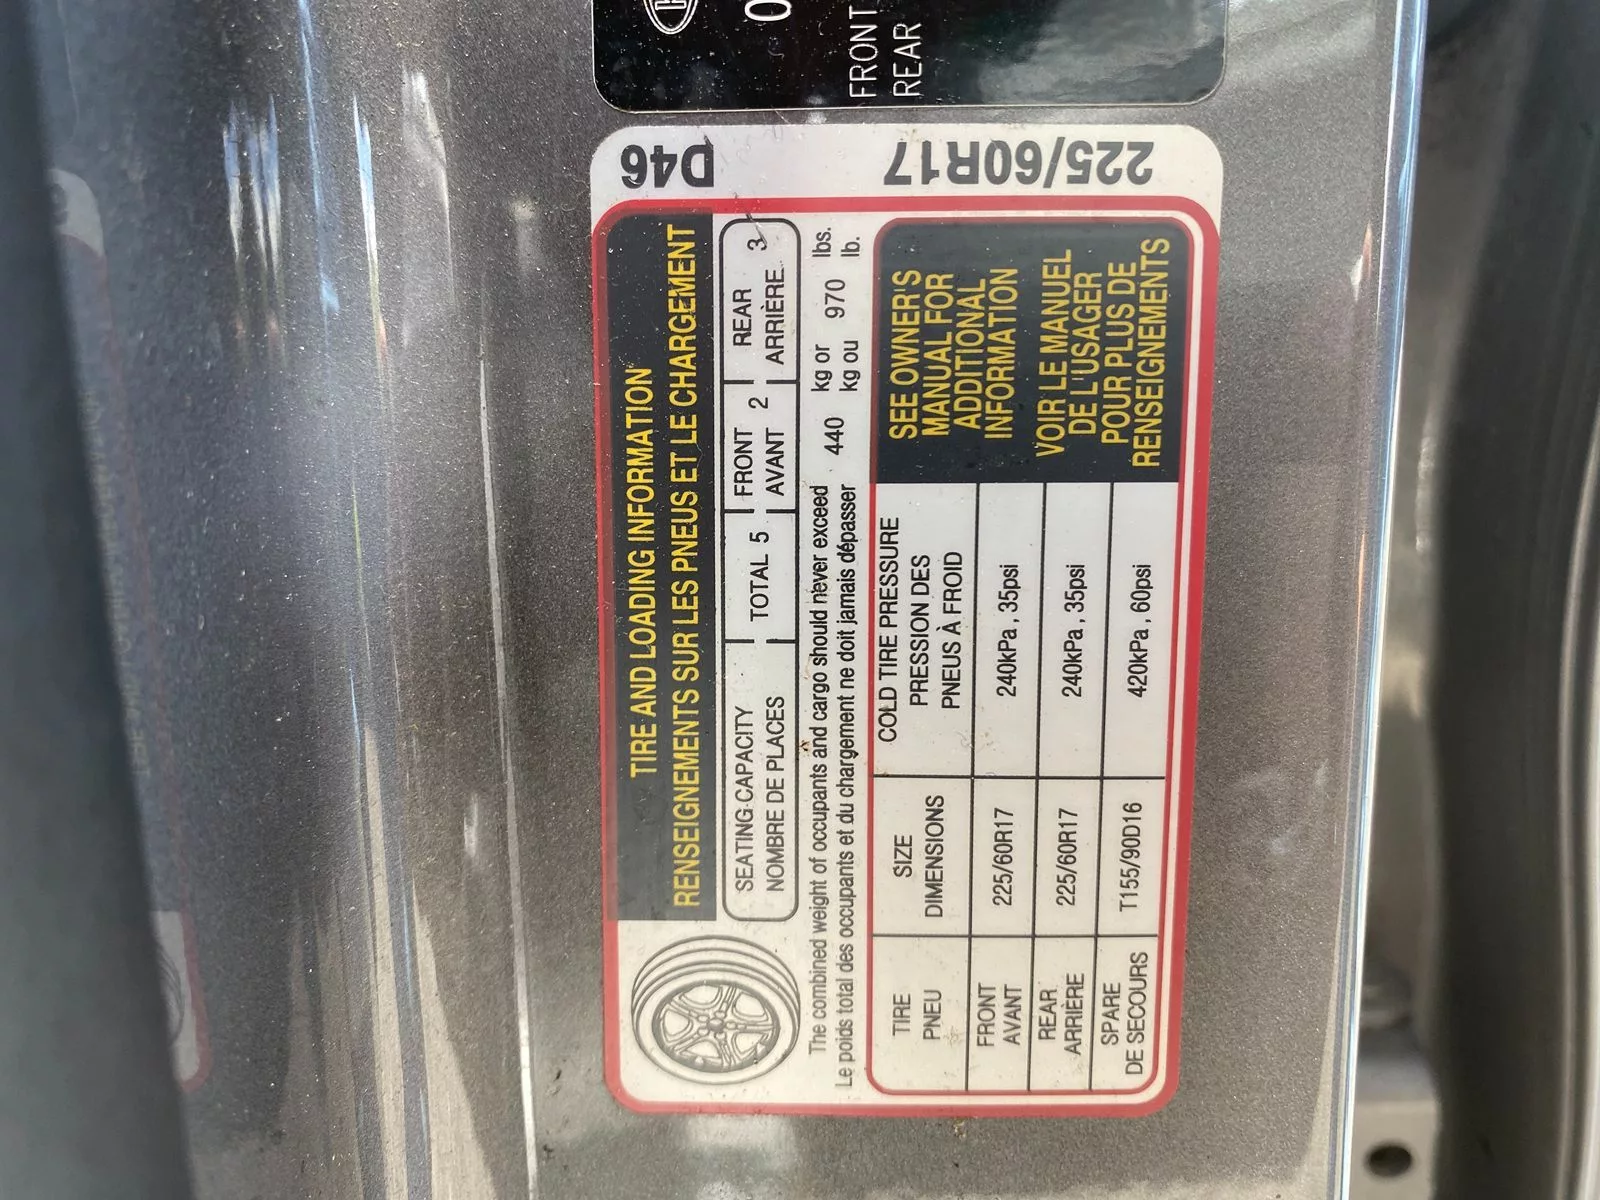 FRONT
REAR
D46
225/60R17
TIRE AND LOADING INFORMATION
RENSEIGNEMENTS SUR LES PNEUS ET LE CHARGEMENT
SEATING CAPACITY TOTAL 5 FRONT 2 REAR 3
NOMBRE DE PLACES AVANT ARRIÈRE
The combined weight of occupants and cargo should never exceed 440 kg or 970 lbs.
Le poids total des occupants et du chargement ne doit jamais dépasser kg ou lb.
TIRE SIZE COLD TIRE PRESSURE
PNEU DIMENSIONS PRESSION DES
PNEUS À FROID
FRONT 225/60R17 240kPa, 35psi
AVANT
REAR 225/60R17 240kPa, 35psi
ARRIÈRE
SPARE T155/90D16 420kPa, 60psi
DE SECOURS
SEE OWNER'S
MANUAL FOR
ADDITIONAL
INFORMATION
VOIR LE MANUEL
DE L'USAGER
POUR PLUS DE
RENSEIGNEMENTS